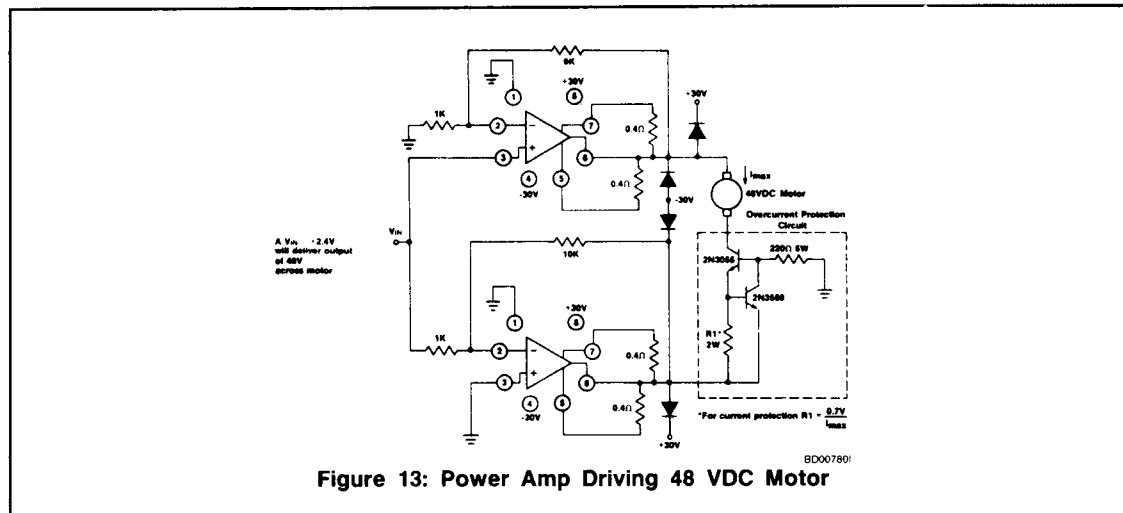 9K
+30V
1
8
+30V
1K
2
7
0.4Ω
3
6
Imax
4
5
0.4Ω
48VDC Motor
-30V
-30V
Overcurrent Protection
Circuit
VIN
A VIN - 2.4V
will deliver output
of 48V
across motor
10K
2N3055
220Ω 5W
+30V
1
8
R1*
2W
1K
2
7
0.4Ω
3
6
4
5
0.4Ω
-30V
+30V
*For current protection R1 = 0.7V
Imax
BD00780I
Figure 13: Power Amp Driving 48 VDC Motor